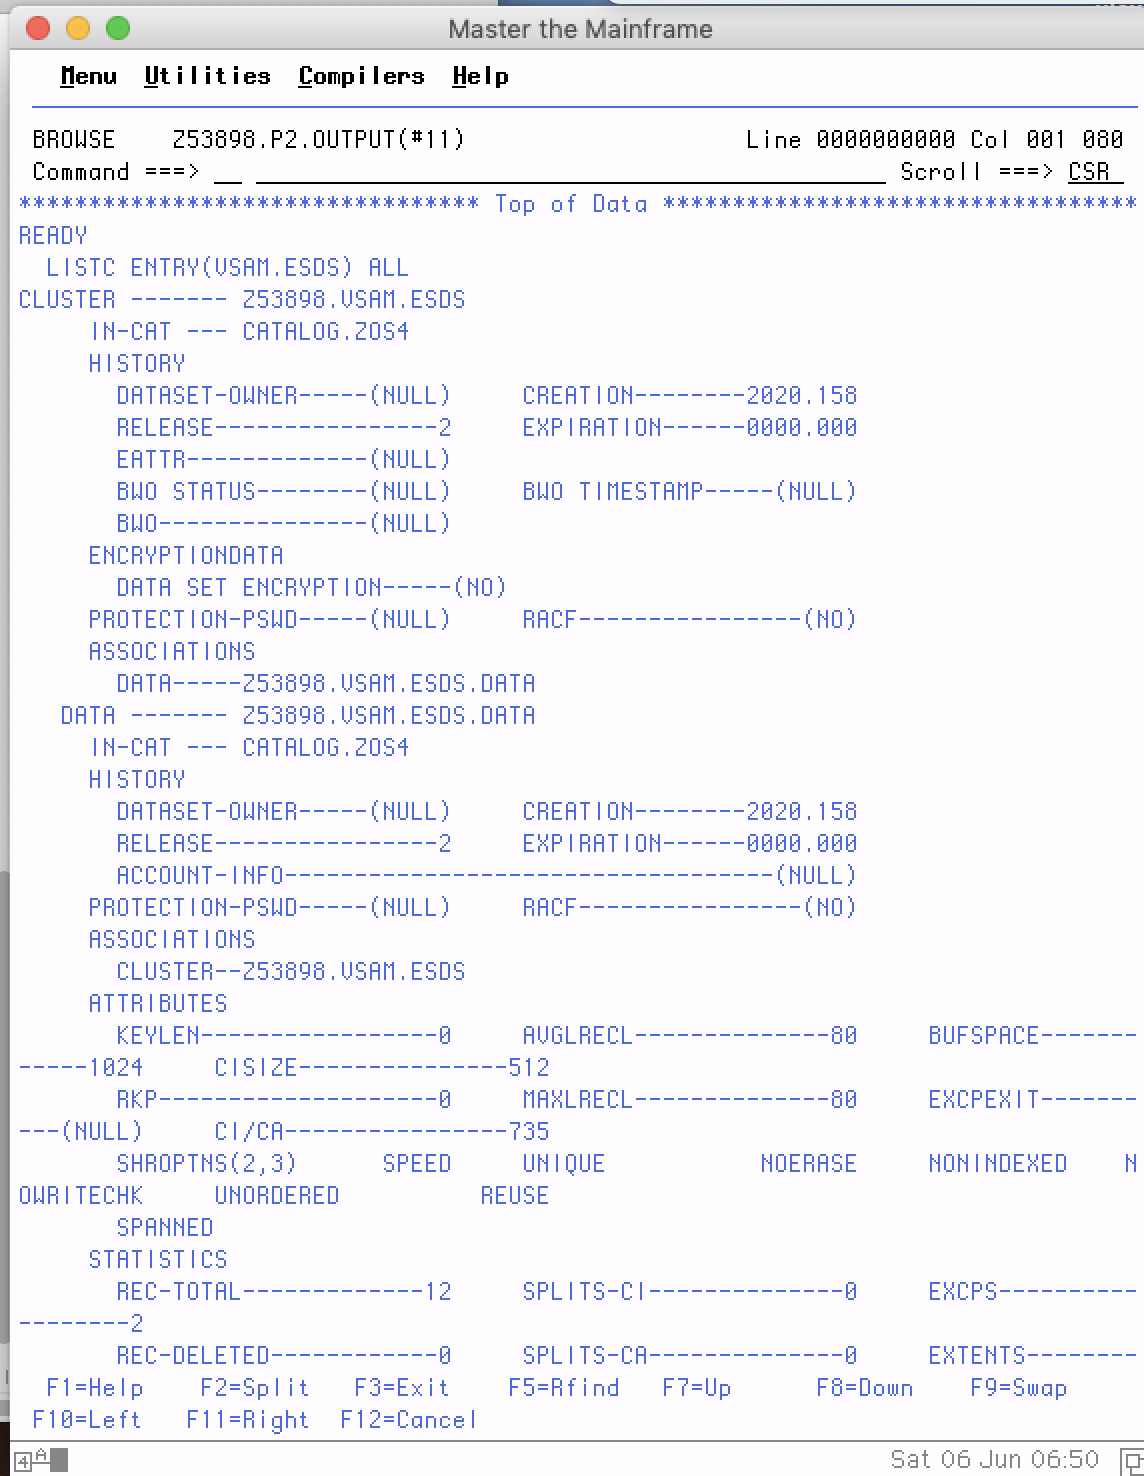 Master the Mainframe
Menu Utilities Compilers Help
BROWSE    Z53898.P2.OUTPUT(#11)                    Line 0000000000 Col 001 080
Command ===>                                                  Scroll ===> CSR
********************************* Top of Data **********************************
READY
  LISTC ENTRY(VSAM.ESDS) ALL
CLUSTER ------- Z53898.VSAM.ESDS
     IN-CAT --- CATALOG.ZOS4
     HISTORY
       DATASET-OWNER-----(NULL)     CREATION--------2020.158
       RELEASE----------------2     EXPIRATION------0000.000
       EATTR-------------(NULL)
       BWO STATUS--------(NULL)     BWO TIMESTAMP-----(NULL)
       BWO---------------(NULL)
     ENCRYPTIONDATA
       DATA SET ENCRYPTION-----(NO)
     PROTECTION-PSWD-----(NULL)     RACF----------------(NO)
     ASSOCIATIONS
       DATA-----Z53898.VSAM.ESDS.DATA
   DATA ------- Z53898.VSAM.ESDS.DATA
     IN-CAT --- CATALOG.ZOS4
     HISTORY
       DATASET-OWNER-----(NULL)     CREATION--------2020.158
       RELEASE----------------2     EXPIRATION------0000.000
       ACCOUNT-INFO-----------------------------------(NULL)
     PROTECTION-PSWD-----(NULL)     RACF----------------(NO)
     ASSOCIATIONS
       CLUSTER--Z53898.VSAM.ESDS
     ATTRIBUTES
       KEYLEN-----------------0     AVGLRECL--------------80     BUFSPACE-------
-----1024     CISIZE---------------512
       RKP--------------------0     MAXLRECL--------------80     EXCPEXIT-------
---(NULL)     CI/CA----------------735
       SHROPTNS(2,3)      SPEED     UNIQUE           NOERASE     NONINDEXED    N
OWRITECHK     UNORDERED          REUSE
       SPANNED
     STATISTICS
       REC-TOTAL-------------12     SPLITS-CI--------------0     EXCPS----------
--------2
       REC-DELETED------------0     SPLITS-CA--------------0     EXTENTS--------
F1=Help    F2=Split   F3=Exit    F5=Rfind   F7=Up      F8=Down    F9=Swap
F10=Left   F11=Right  F12=Cancel
4 A Sat 06 Jun 06:50